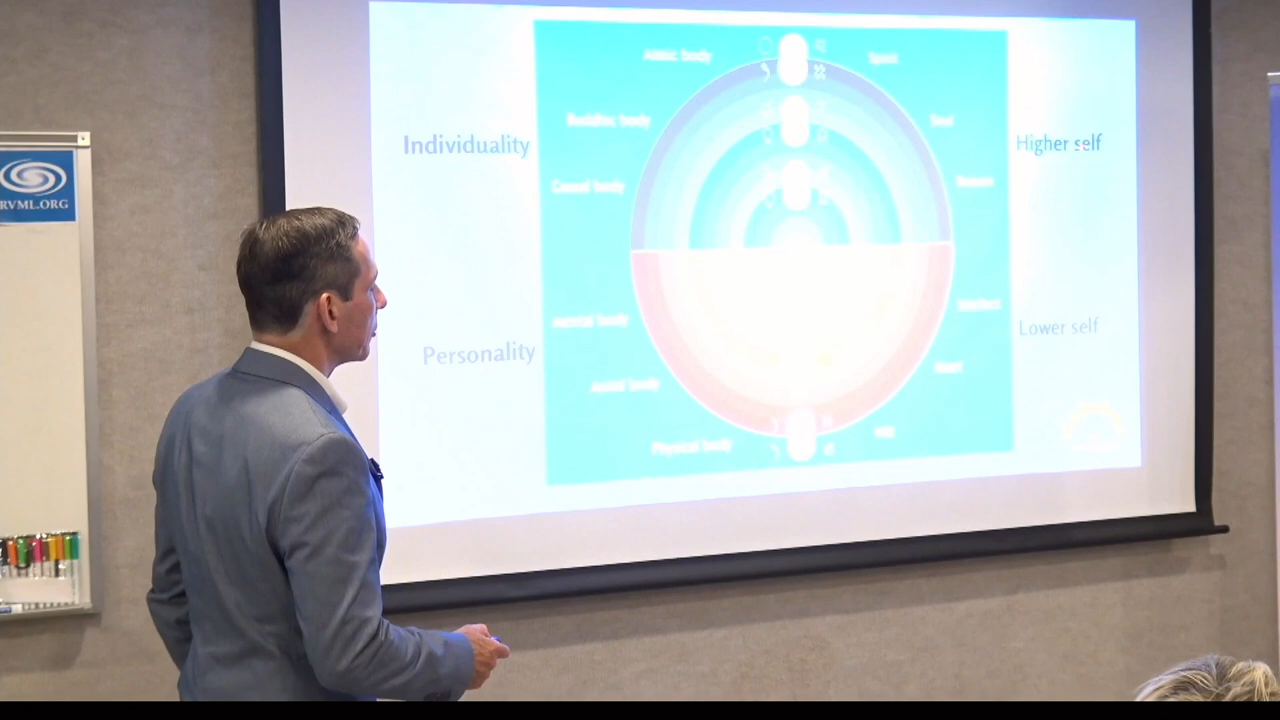 RVML.ORG
Individuality
Personality
Atmic body
Buddhic body
Causal body
Mental body
Astral body
Physical body
Spirit
Soul
Reason
Intellect
Heart
Will
Higher self
Lower self